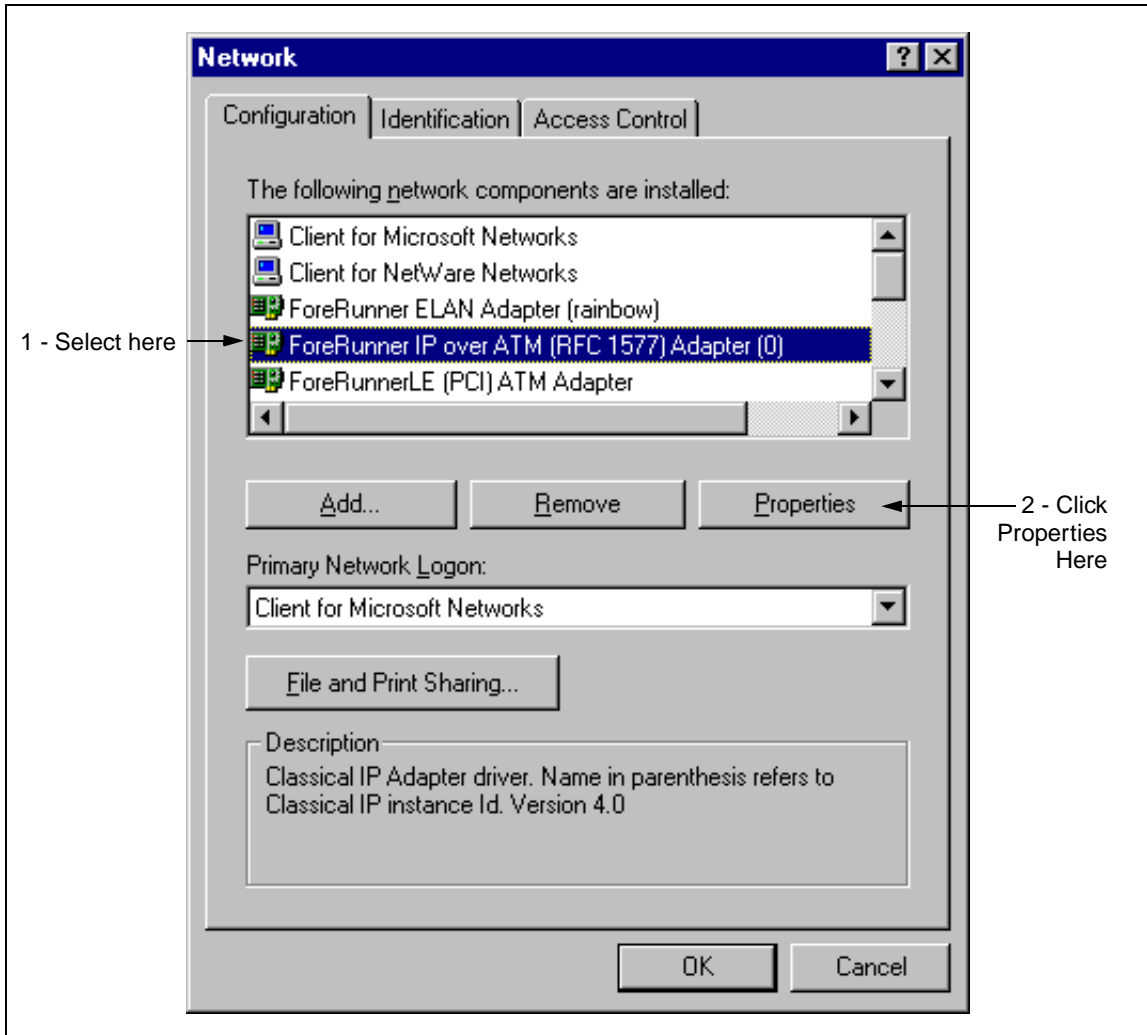 Network
Configuration
Identification
Access Control
The following network components are installed:
Client for Microsoft Networks
Client for NetWare Networks
ForeRunner ELAN Adapter (rainbow)
1 - Select here
ForeRunner IP over ATM (RFC 1577) Adapter (0)
ForeRunnerLE (PCI) ATM Adapter
Add...
Remove
Properties
2 - Click
Properties
Here
Primary Network Logon:
Client for Microsoft Networks
File and Print Sharing...
Description
Classical IP Adapter driver. Name in parenthesis refers to
Classical IP instance Id. Version 4.0
OK
Cancel